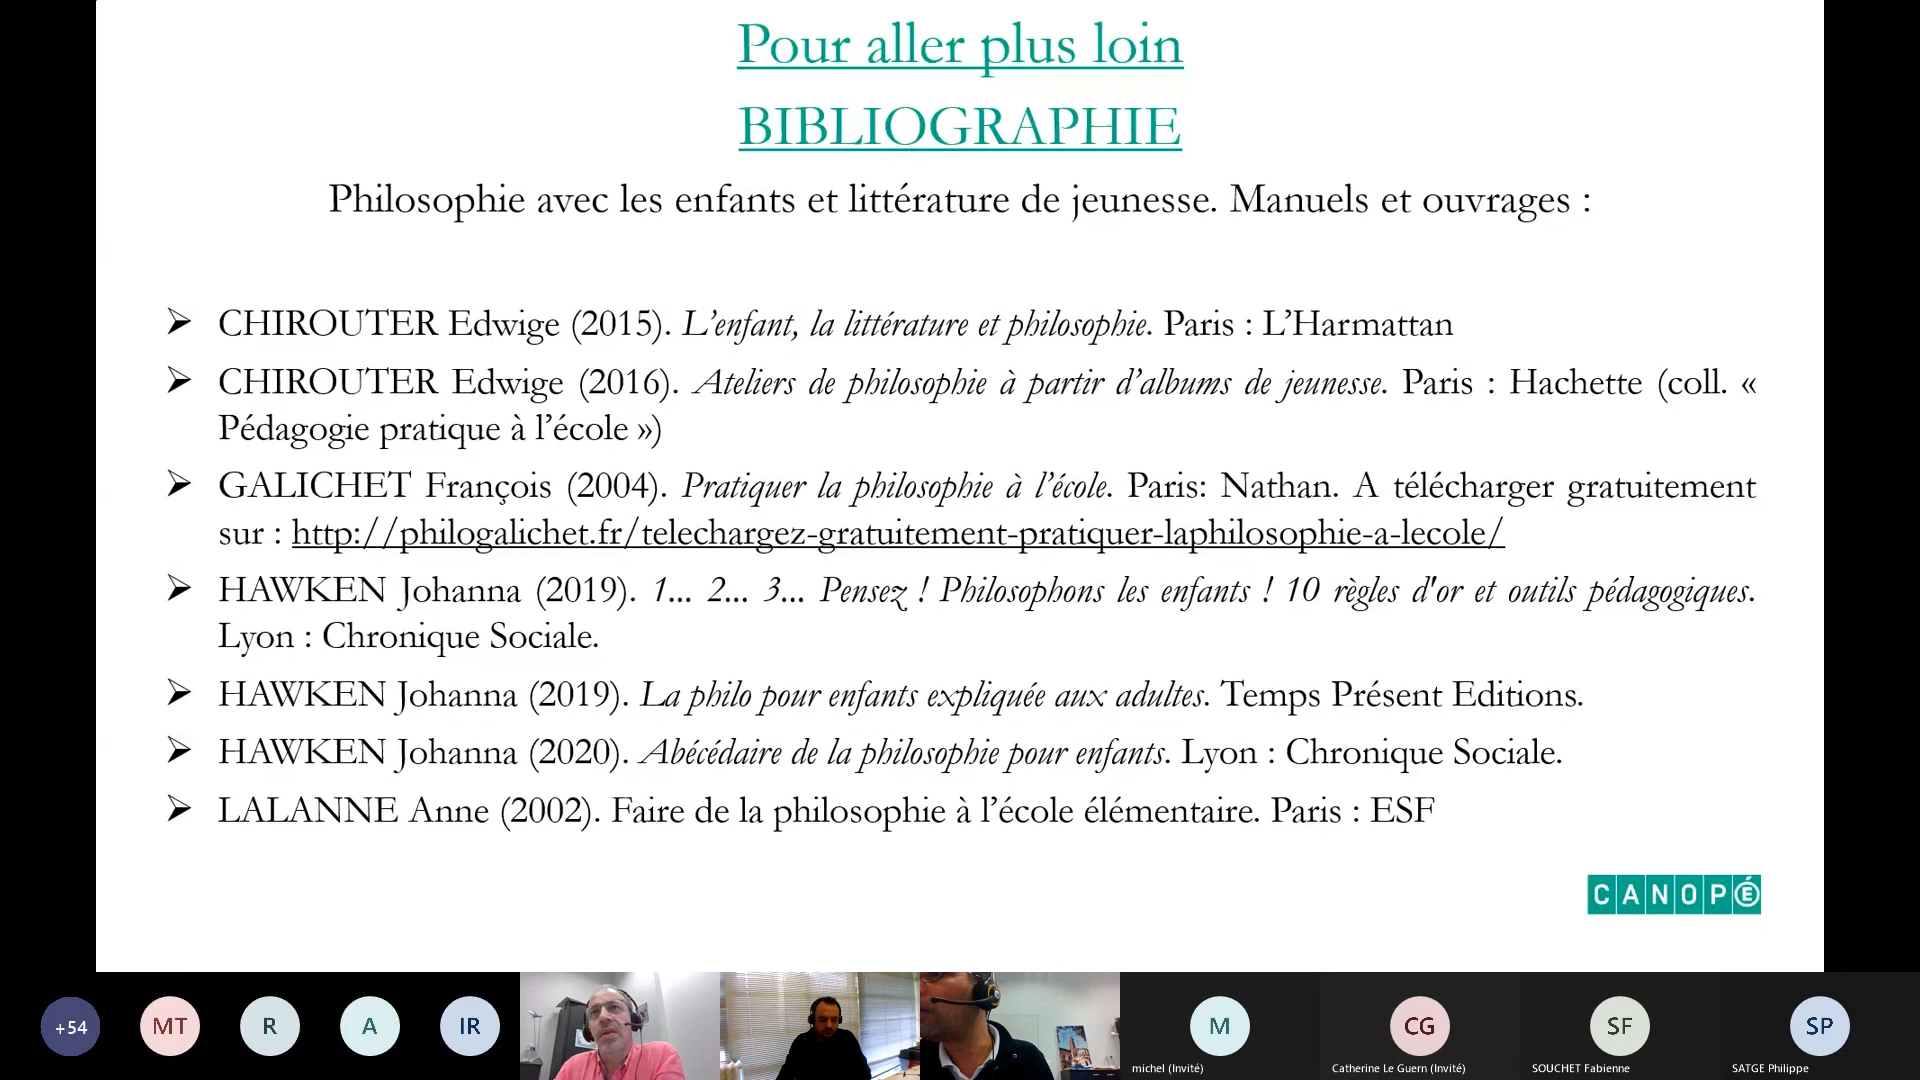 Pour aller plus loin
BIBLIOGRAPHIE
Philosophie avec les enfants et littérature de jeunesse. Manuels et ouvrages :
➢ CHIROUTER Edwige (2015). L’enfant, la littérature et philosophie. Paris : L’Harmattan
➢ CHIROUTER Edwige (2016). Ateliers de philosophie à partir d’albums de jeunesse. Paris : Hachette (coll. «
Pédagogie pratique à l’école »)
➢ GALICHET François (2004). Pratiquer la philosophie à l’école. Paris: Nathan. A télécharger gratuitement
sur : http://philogalichet.fr/telechargez-gratuitement-pratiquer-laphilosophie-a-lecole/
➢ HAWKEN Johanna (2019). 1... 2... 3... Pensez ! Philosophons les enfants ! 10 règles d'or et outils pédagogiques.
Lyon : Chronique Sociale.
➢ HAWKEN Johanna (2019). La philo pour enfants expliquée aux adultes. Temps Présent Editions.
➢ HAWKEN Johanna (2020). Abécédaire de la philosophie pour enfants. Lyon : Chronique Sociale.
➢ LALANNE Anne (2002). Faire de la philosophie à l’école élémentaire. Paris : ESF
CANOPÉ
+54 MT R A IR M CG SF SP
michel (Invité) Catherine Le Guern (Invité) SOUCHET Fabienne SATGE Philippe